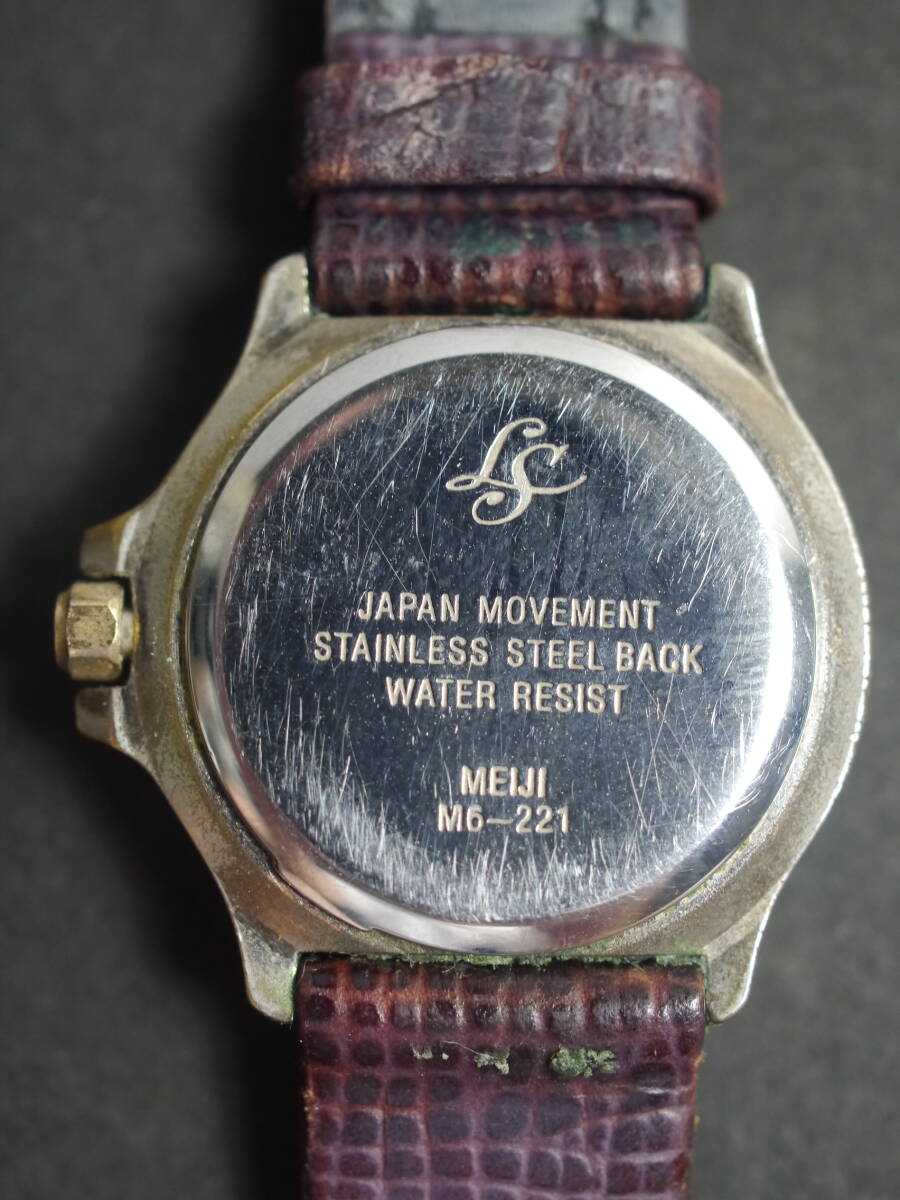 LS
JAPAN MOVEMENT
STAINLESS STEEL BACK
WATER RESIST
MEIJI
M6-221